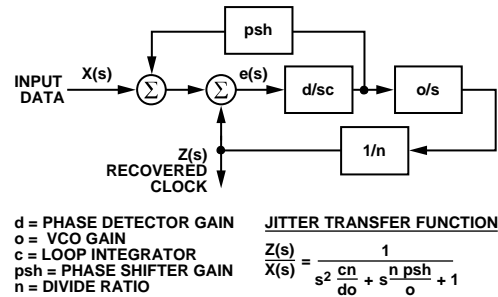 psh
X(s)
e(s)
INPUT
DATA
Σ
Σ
d/sc
o/s
Z(s)
RECOVERED
CLOCK
1/n
d = PHASE DETECTOR GAIN
o = VCO GAIN
c = LOOP INTEGRATOR
psh = PHASE SHIFTER GAIN
n = DIVIDE RATIO
JITTER TRANSFER FUNCTION
Z(s)/X(s) = 1/(s² cn/do + s n psh/o + 1)